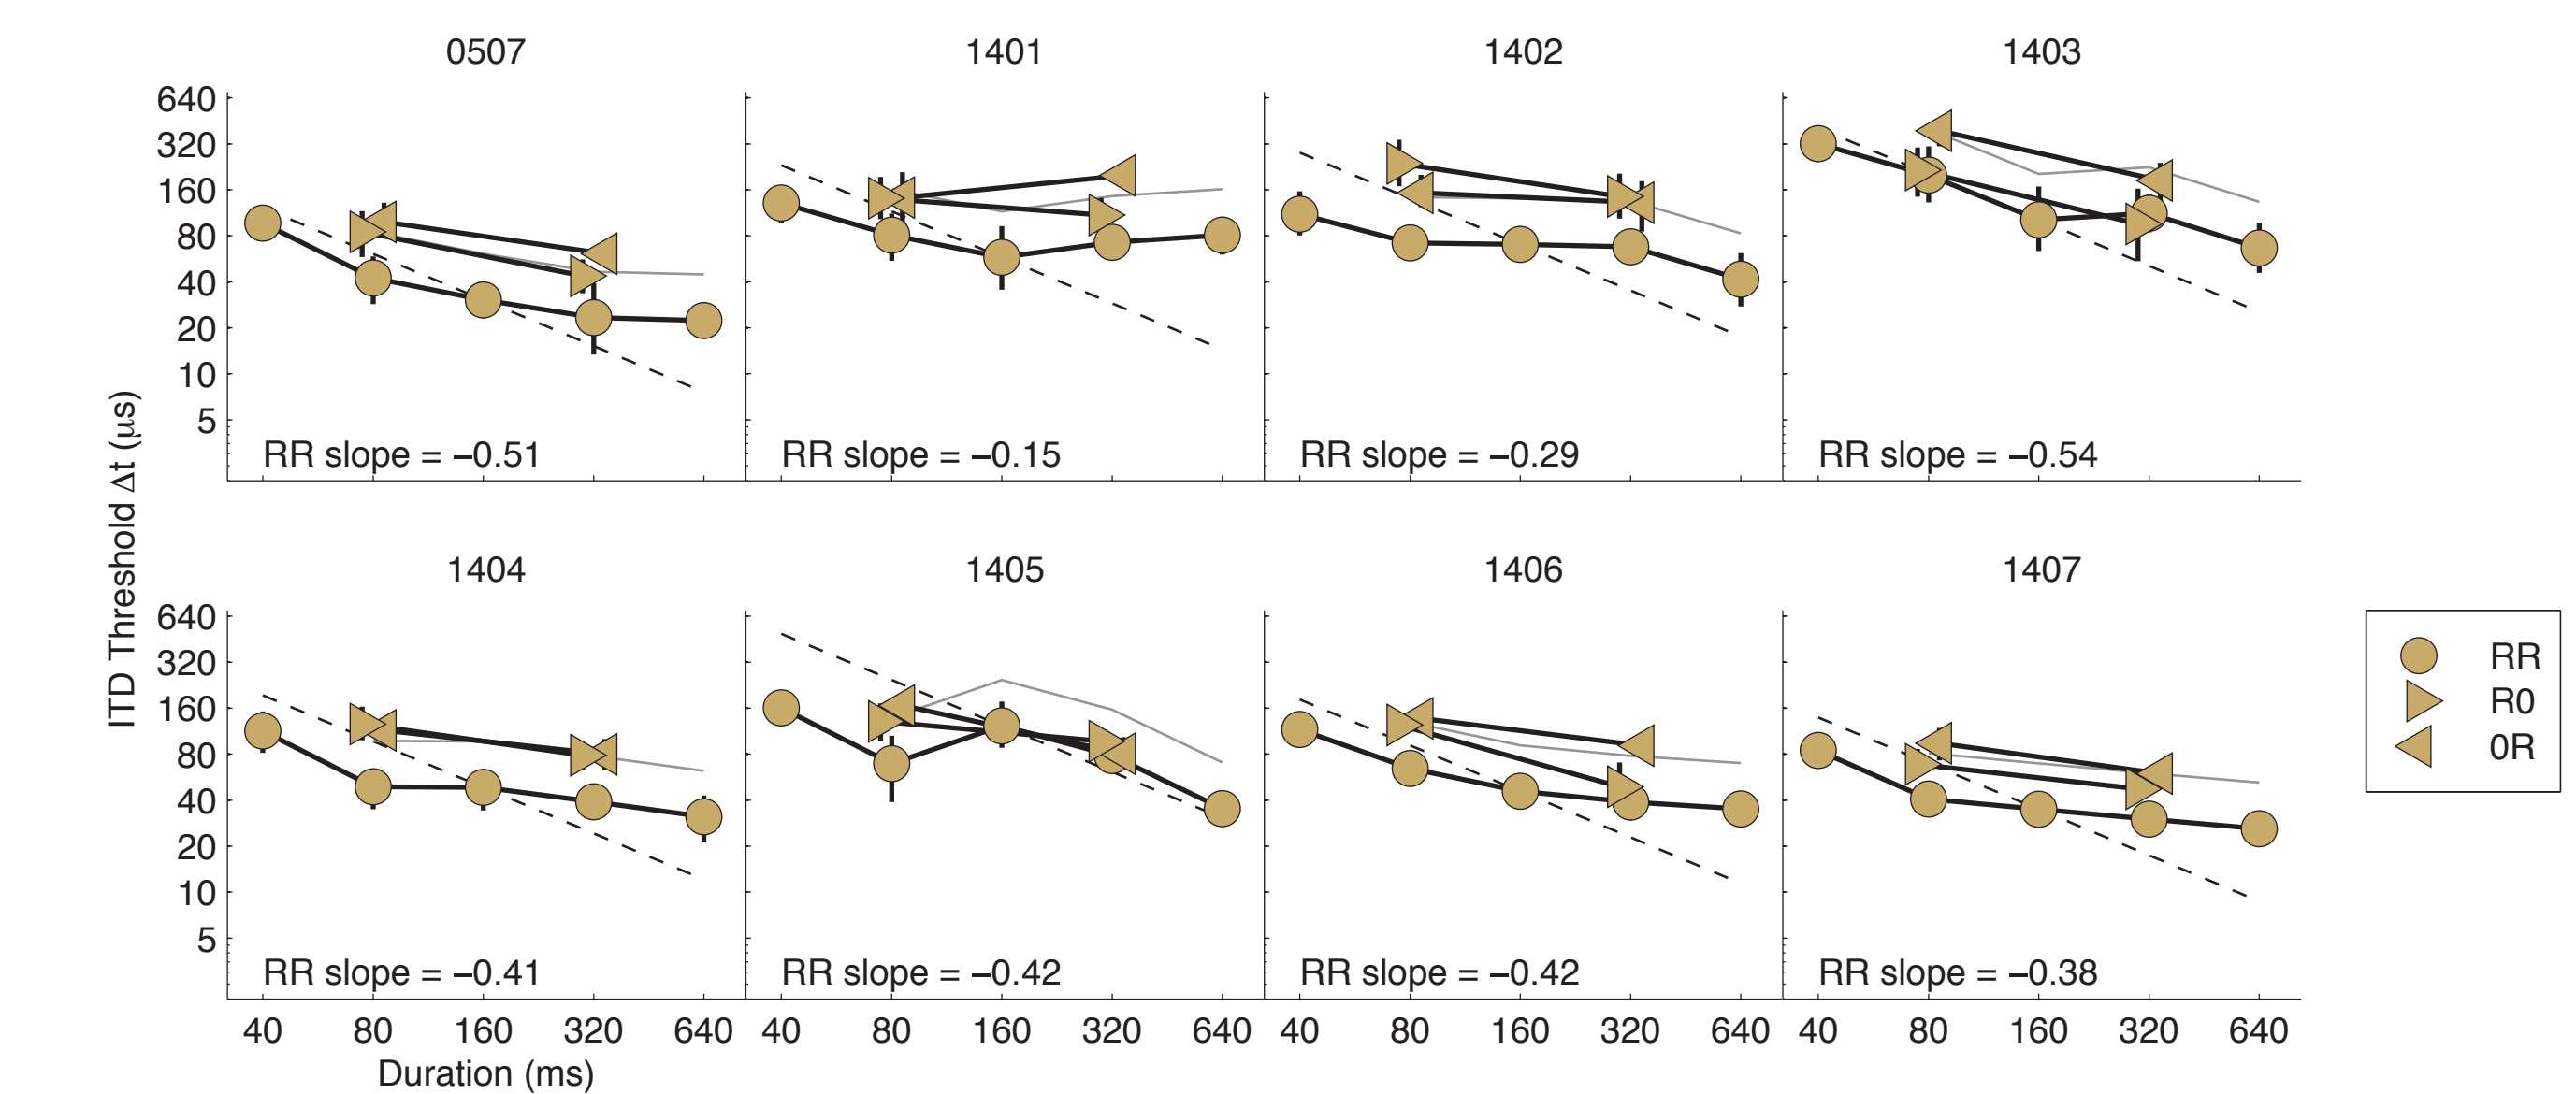 0507 1401 1402 1403
640
320
160
80
40
20
10
5
RR slope = –0.51 RR slope = –0.15 RR slope = –0.29 RR slope = –0.54
ITD Threshold Δt (μs)
1404 1405 1406 1407
640
320
160
80
40
20
10
5
RR slope = –0.41 RR slope = –0.42 RR slope = –0.42 RR slope = –0.38
40 80 160 320 640 40 80 160 320 640 40 80 160 320 640 40 80 160 320 640
Duration (ms)
RR
R0
0R